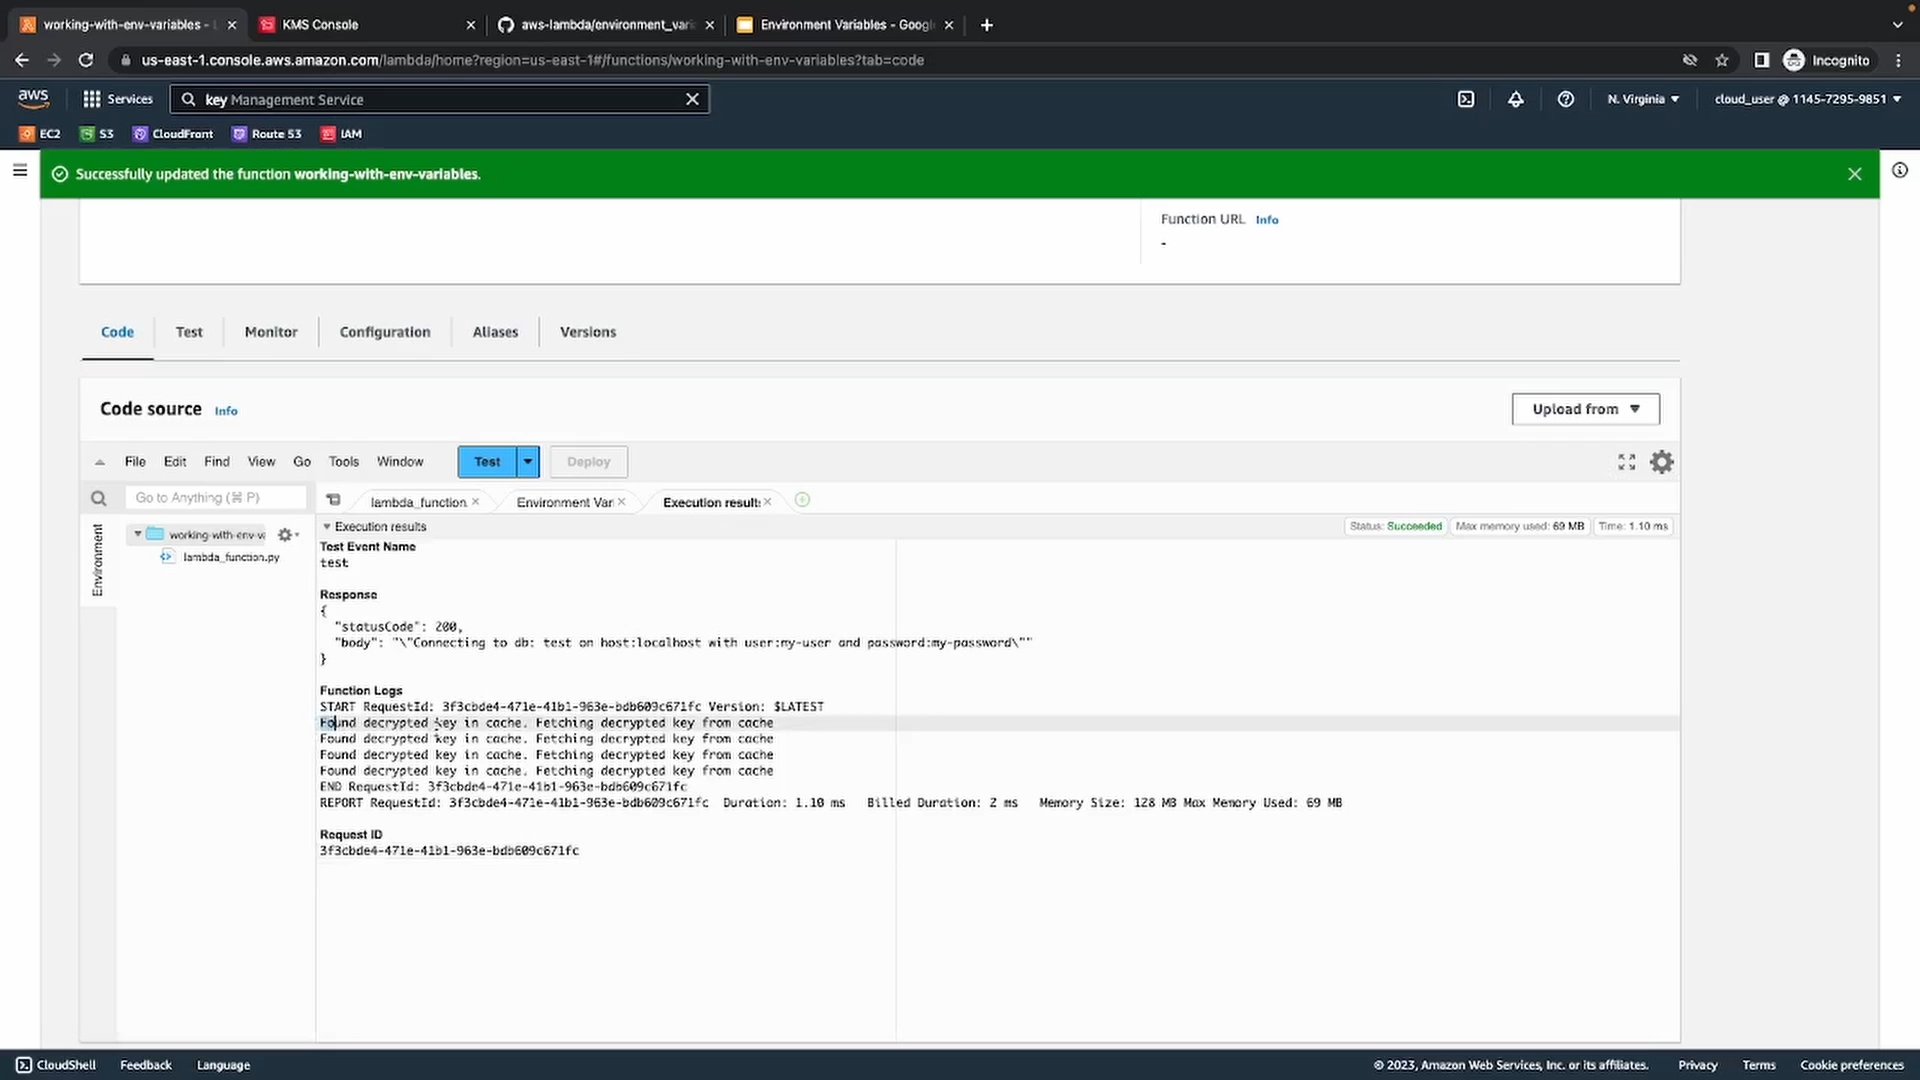 working-with-env-variables - L
KMS Console
aws-lambda/environment_vari
Environment Variables - Google
us-east-1.console.aws.amazon.com/lambda/home?region=us-east-1#/functions/working-with-env-variables?tab=code
Incognito
aws
Services
key Management Service
N. Virginia
cloud_user @ 1145-7295-9851
EC2
S3
CloudFront
Route 53
IAM
Successfully updated the function working-with-env-variables.
Function URL Info
-
Code
Test
Monitor
Configuration
Aliases
Versions
Code source Info
Upload from
File
Edit
Find
View
Go
Tools
Window
Test
Deploy
Go to Anything (⌘ P)
lambda_function
Environment Vari
Execution results
Environment
working-with-env-va
lambda_function.py
Execution results
Status: Succeeded
Max memory used: 69 MB
Time: 1.10 ms
Test Event Name
test
Response
{
"statusCode": 200,
"body": "\"Connecting to db: test on host:localhost with user:my-user and password:my-password\""
}
Function Logs
START RequestId: 3f3cbde4-471e-41b1-963e-bdb609c671fc Version: $LATEST
Found decrypted key in cache. Fetching decrypted key from cache
Found decrypted key in cache. Fetching decrypted key from cache
Found decrypted key in cache. Fetching decrypted key from cache
Found decrypted key in cache. Fetching decrypted key from cache
END RequestId: 3f3cbde4-471e-41b1-963e-bdb609c671fc
REPORT RequestId: 3f3cbde4-471e-41b1-963e-bdb609c671fc Duration: 1.10 ms Billed Duration: 2 ms Memory Size: 128 MB Max Memory Used: 69 MB
Request ID
3f3cbde4-471e-41b1-963e-bdb609c671fc
CloudShell
Feedback
Language
© 2023, Amazon Web Services, Inc. or its affiliates.
Privacy
Terms
Cookie preferences